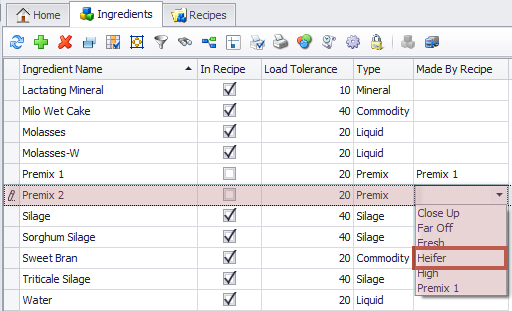 Home Ingredients Recipes
Ingredient Name In Recipe Load Tolerance Type Made By Recipe
Lactating Mineral 10 Mineral
Milo Wet Cake 40 Commodity
Molasses 20 Liquid
Molasses-W 20 Liquid
Premix 1 20 Premix Premix 1
Premix 2 20 Premix
Silage 40 Silage Close Up
Far Off
Sorghum Silage 40 Silage Fresh
Sweet Bran 20 Commodity Heifer
Triticale Silage 40 Silage High
Premix 1
Water 20 Liquid